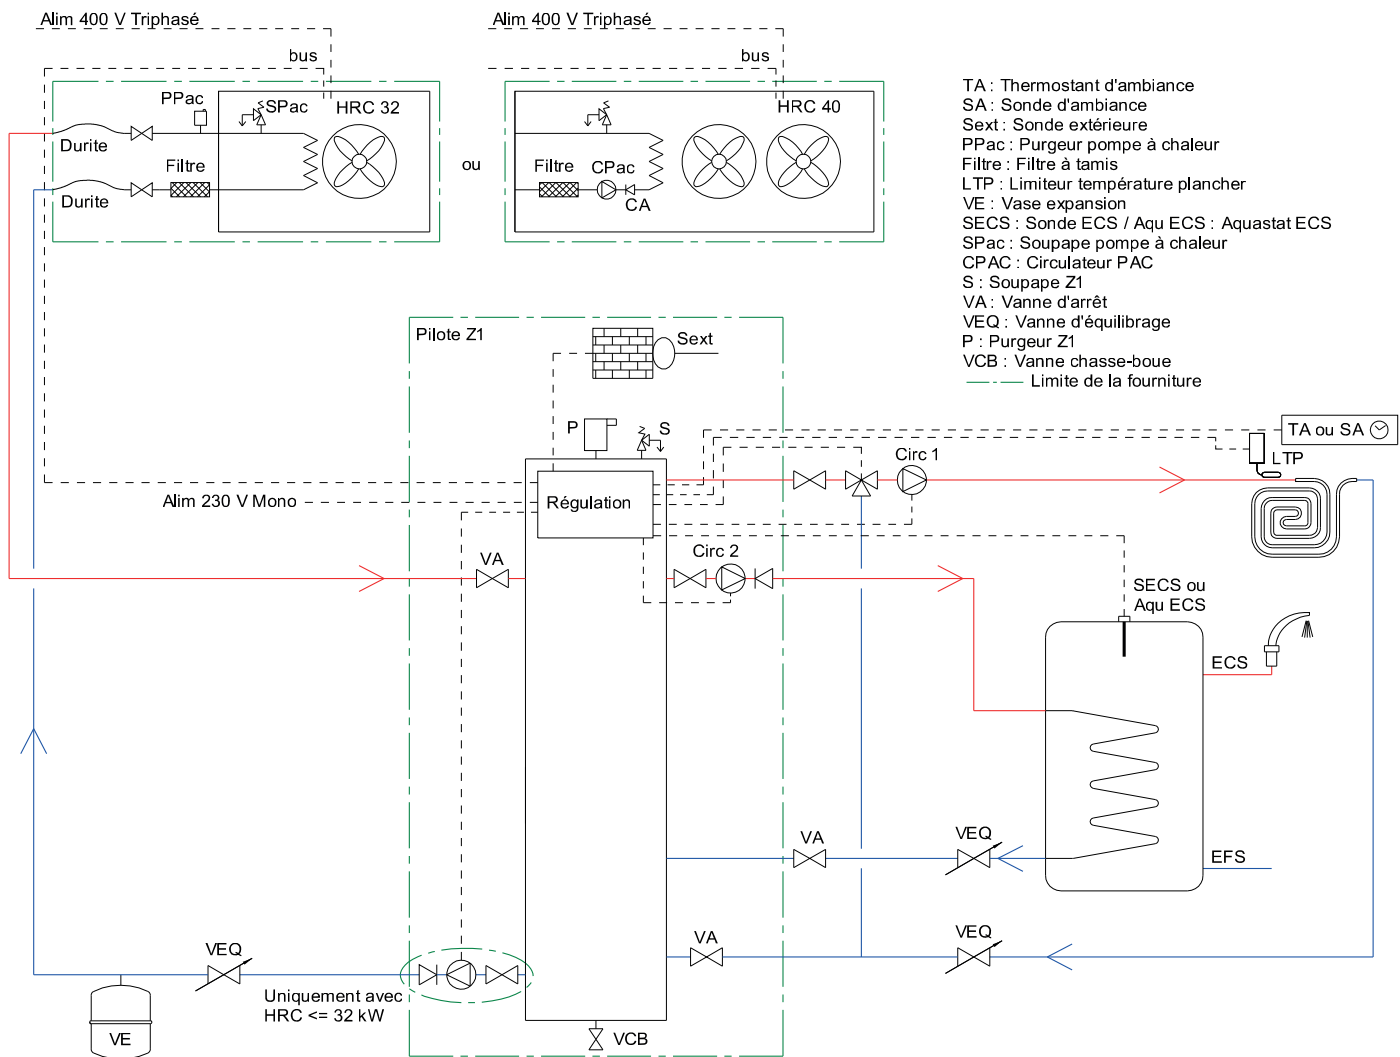 Alim 400 V Triphasé
Alim 400 V Triphasé
bus
bus
PPac
SPac
HRC 32
Durite
Filtre
Durite
ou
HRC 40
Filtre
CPac
CA
TA : Thermostant d'ambiance
SA : Sonde d'ambiance
Sext : Sonde extérieure
PPac : Purgeur pompe à chaleur
Filtre : Filtre à tamis
LTP : Limiteur température plancher
VE : Vase expansion
SECS : Sonde ECS / Aqu ECS : Aquastat ECS
SPac : Soupape pompe à chaleur
CPAC : Circulateur PAC
S : Soupape Z1
VA : Vanne d'arrêt
VEQ : Vanne d'équilibrage
P : Purgeur Z1
VCB : Vanne chasse-boue
Limite de la fourniture
Pilote Z1
Sext
P
S
TA ou SA
Circ 1
LTP
Alim 230 V Mono
Régulation
VA
Circ 2
SECS ou
Aqu ECS
ECS
VA
VEQ
EFS
VEQ
VA
VEQ
Uniquement avec
HRC <= 32 kW
VE
VCB